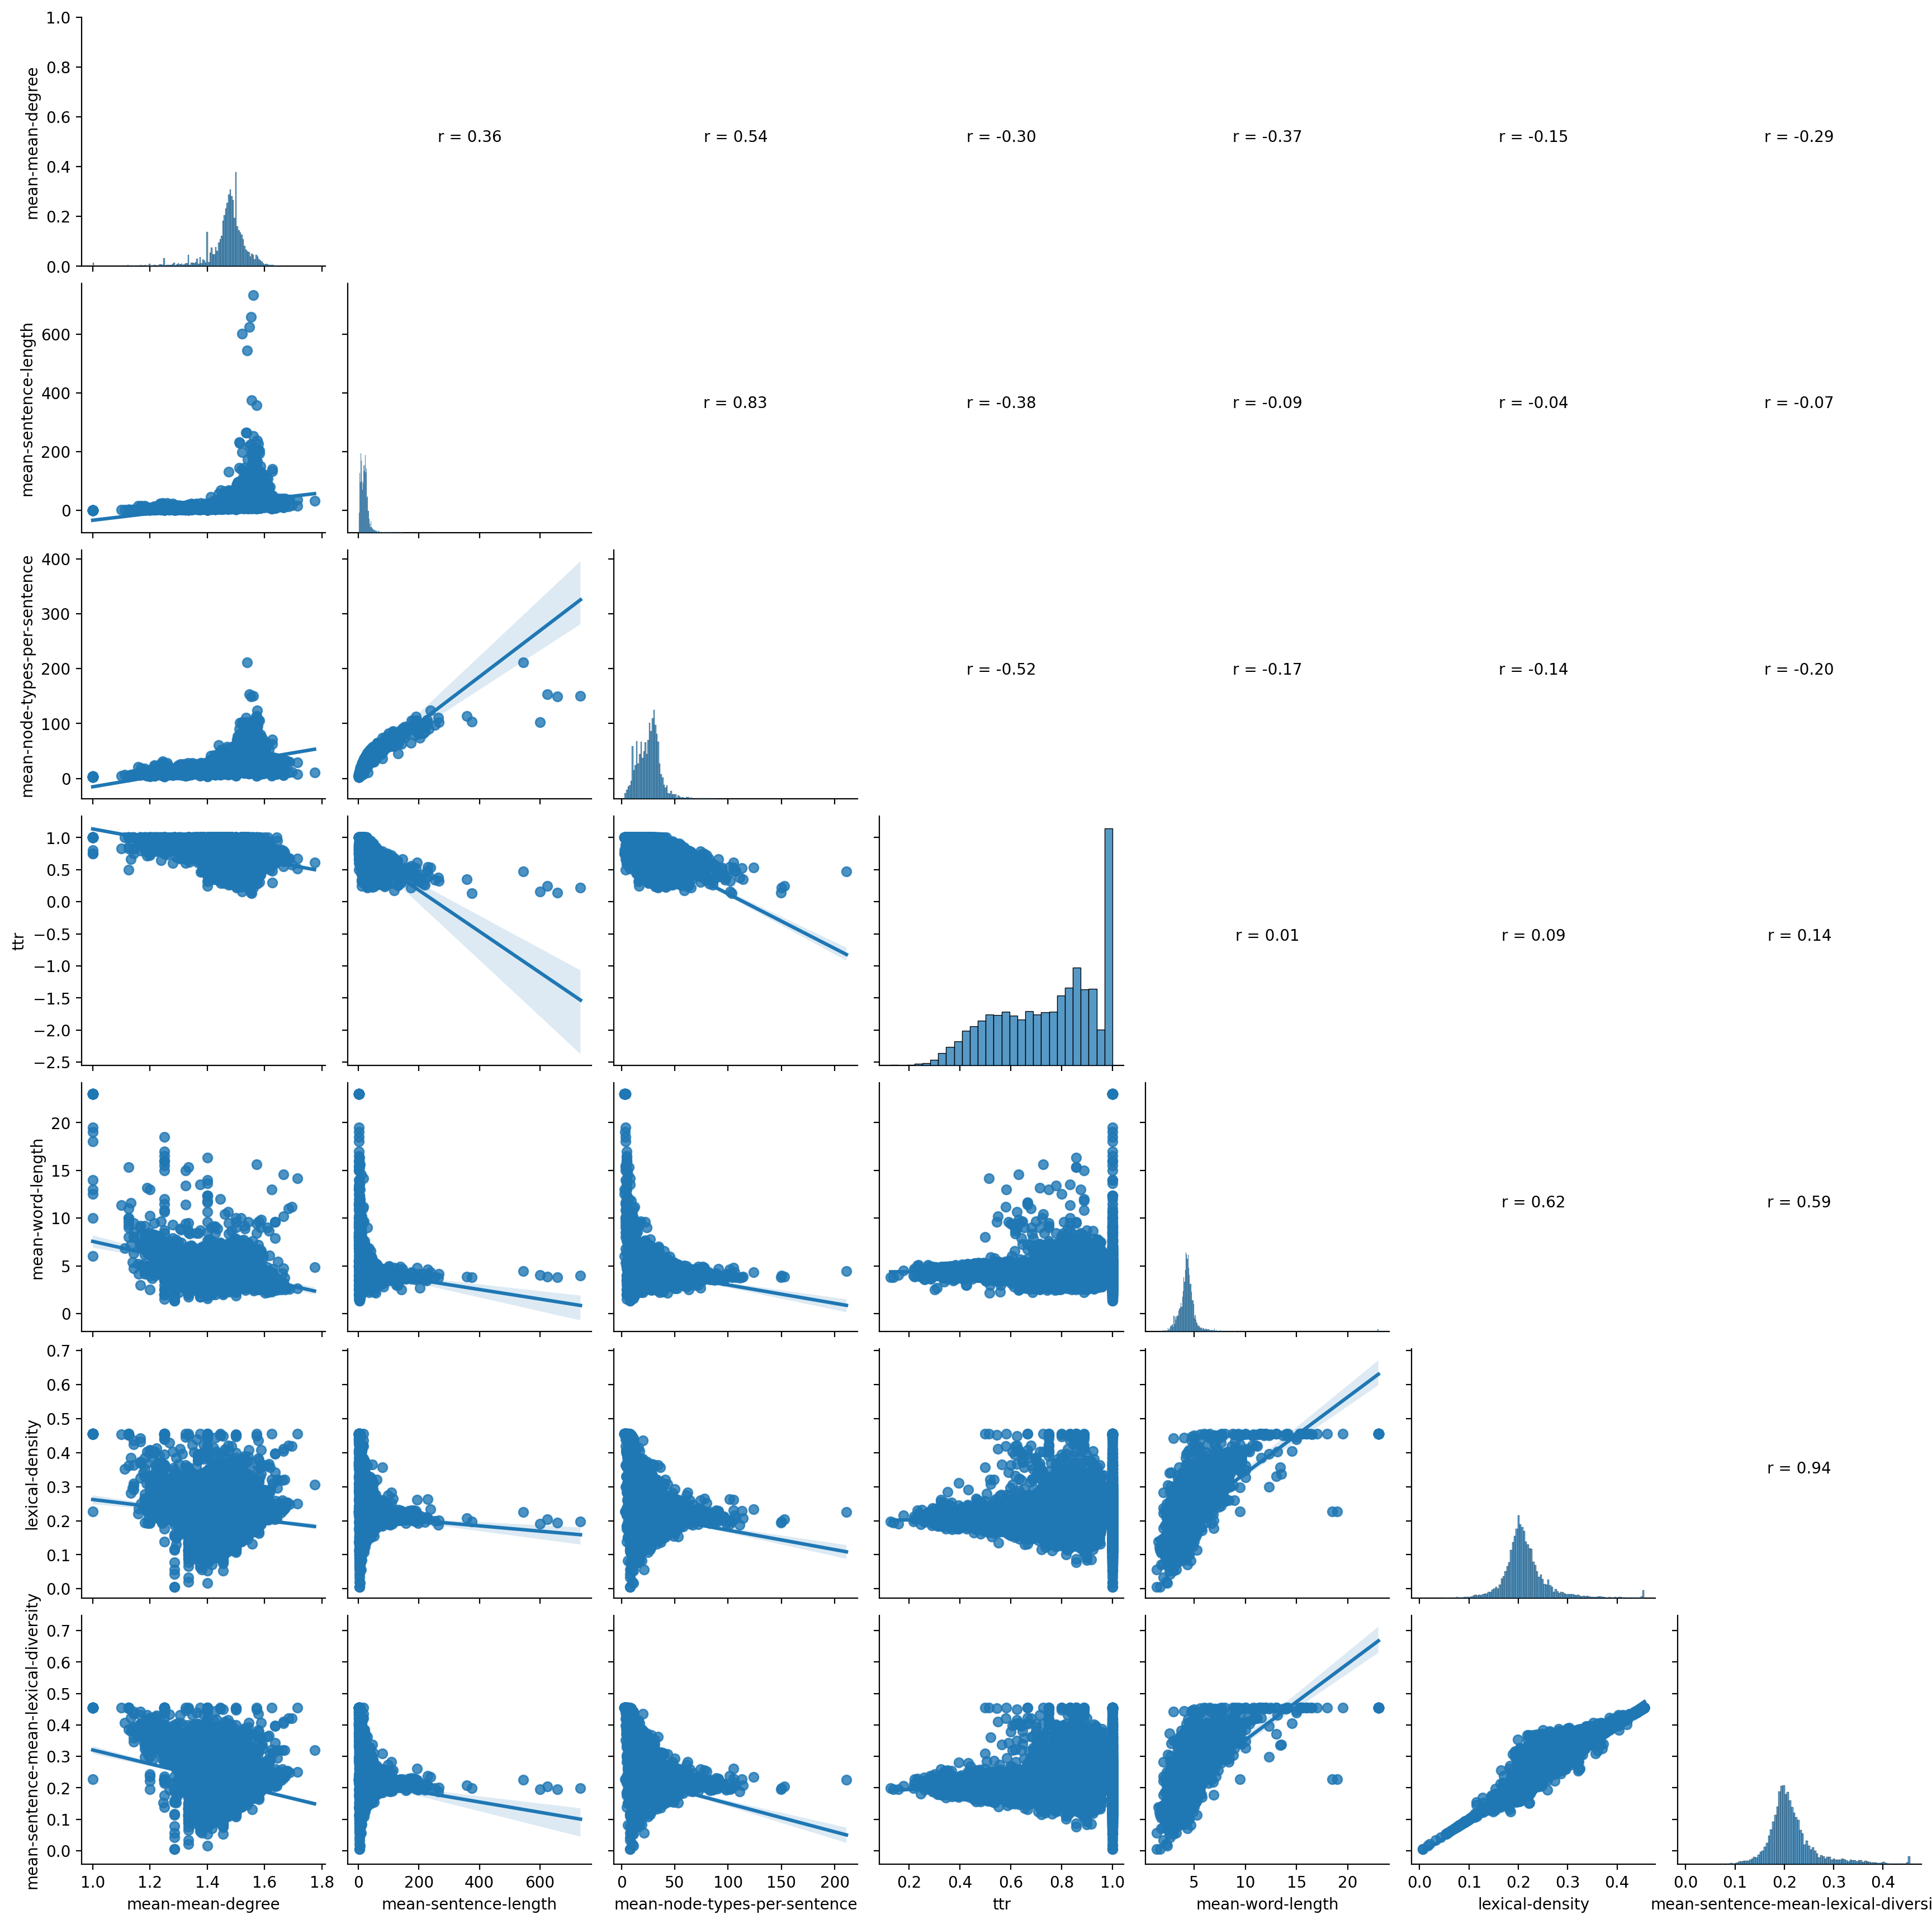 1.0
0.8
0.6
0.4
0.2
0.0
mean-mean-degree
r = 0.36
r = 0.54
r = -0.30
r = -0.37
r = -0.15
r = -0.29
600
400
200
0
mean-sentence-length
r = 0.83
r = -0.38
r = -0.09
r = -0.04
r = -0.07
400
300
200
100
0
mean-node-types-per-sentence
r = -0.52
r = -0.17
r = -0.14
r = -0.20
1.0
0.5
0.0
−0.5
−1.0
−1.5
−2.0
−2.5
ttr
r = 0.01
r = 0.09
r = 0.14
20
15
10
5
0
mean-word-length
r = 0.62
r = 0.59
0.7
0.6
0.5
0.4
0.3
0.2
0.1
0.0
lexical-density
r = 0.94
0.7
0.6
0.5
0.4
0.3
0.2
0.1
0.0
mean-sentence-mean-lexical-diversity
1.0 1.2 1.4 1.6 1.8
mean-mean-degree
0 200 400 600
mean-sentence-length
0 50 100 150 200
mean-node-types-per-sentence
0.2 0.4 0.6 0.8 1.0
ttr
5 10 15 20
mean-word-length
0.0 0.1 0.2 0.3 0.4
lexical-density
0.0 0.1 0.2 0.3 0.4
mean-sentence-mean-lexical-diversi